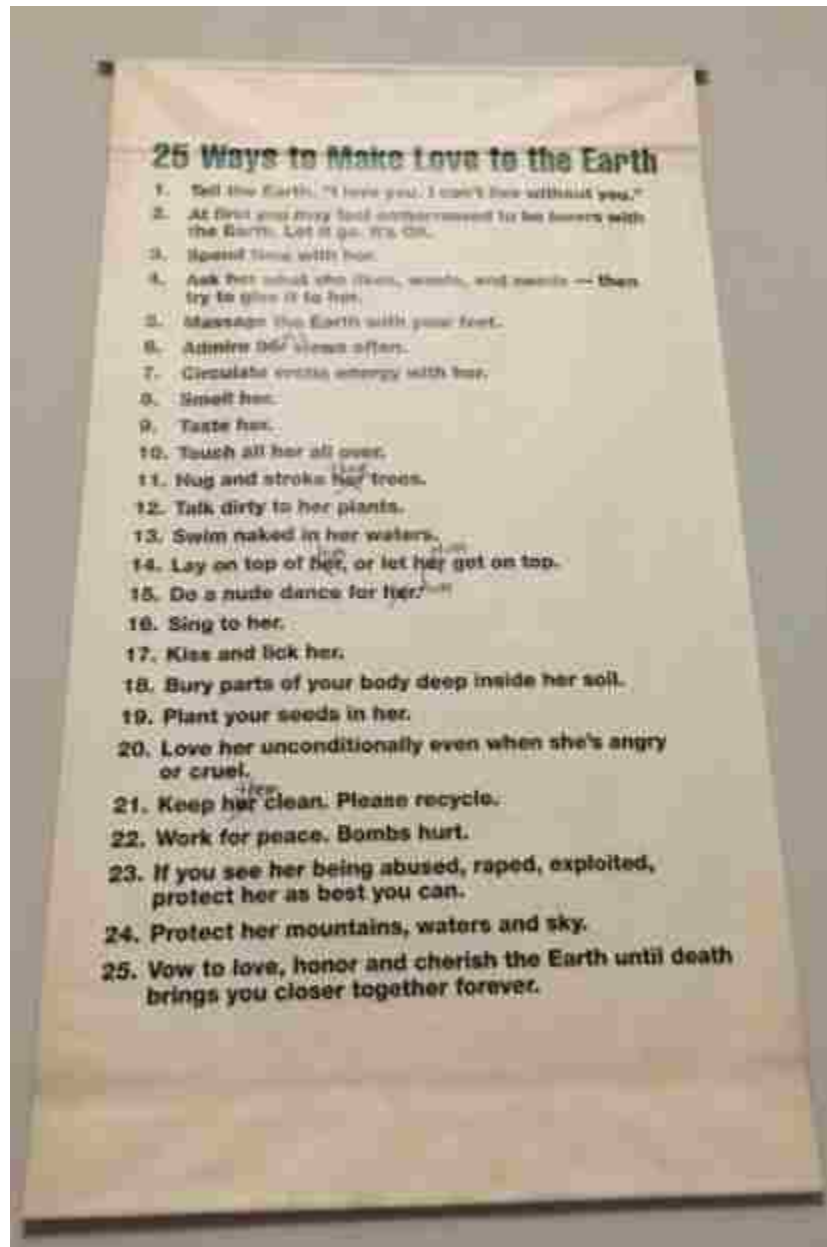 25 Ways to Make Love to the Earth
1. Tell the Earth, "I love you. I can't live without you."
2. At first you may feel embarrassed to be lovers with
the Earth. Let it go. It's OK.
3. Spend time with her.
4. Ask her what she likes, wants, and needs — then
try to give it to her.
5. Massage the Earth with your feet.
6. Admire views often.
7. Circulate erotic energy with her.
8. Smell her.
9. Taste her.
10. Touch all her all over.
11. Hug and stroke her trees.
12. Talk dirty to her plants.
13. Swim naked in her waters.
14. Lay on top of her, or let her get on top.
15. Do a nude dance for her.
16. Sing to her.
17. Kiss and lick her.
18. Bury parts of your body deep inside her soil.
19. Plant your seeds in her.
20. Love her unconditionally even when she's angry
or cruel.
21. Keep her clean. Please recycle.
22. Work for peace. Bombs hurt.
23. If you see her being abused, raped, exploited,
protect her as best you can.
24. Protect her mountains, waters and sky.
25. Vow to love, honor and cherish the Earth until death
brings you closer together forever.